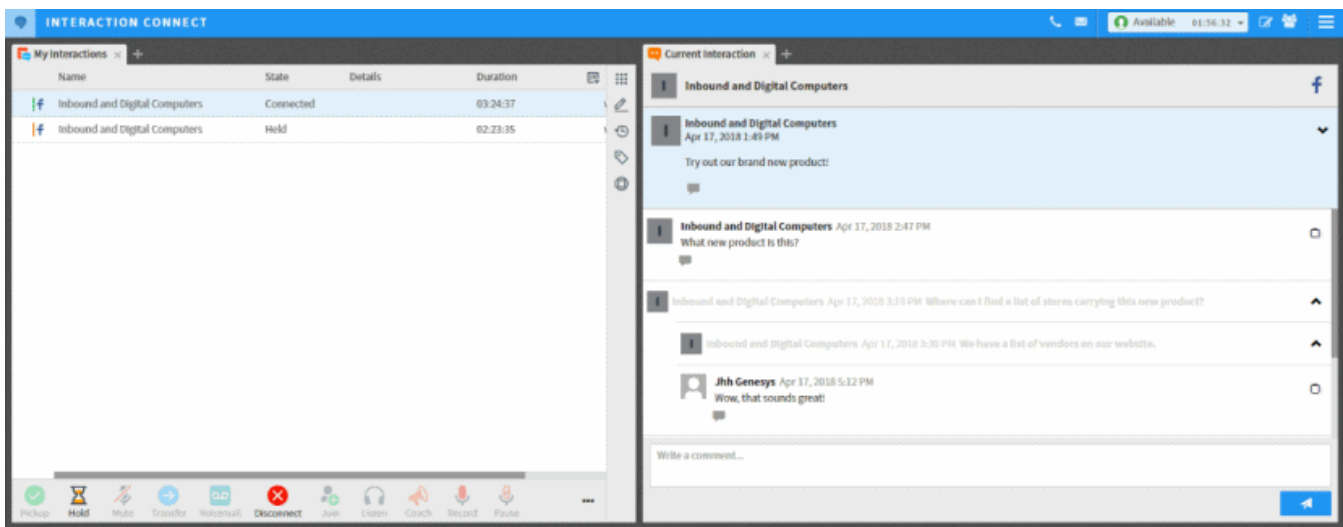 INTERACTION CONNECT
Available 01:56:32
My Interactions × +
Name State Details Duration
Inbound and Digital Computers Connected 03:24:37
Inbound and Digital Computers Held 02:23:35
Pickup Hold Mute Transfer Voicemail Disconnect Join Listen Coach Record Pause
Current Interaction × +
I Inbound and Digital Computers
I Inbound and Digital Computers
Apr 17, 2018 1:49 PM
Try out our brand new product!
I Inbound and Digital Computers Apr 17, 2018 2:47 PM
What new product is this?
I Inbound and Digital Computers Apr 17, 2018 3:19 PM Where can I find a list of stores carrying this new product?
I Inbound and Digital Computers Apr 17, 2018 3:30 PM We have a list of vendors on our website.
Jhh Genesys Apr 17, 2018 5:12 PM
Wow, that sounds great!
Write a comment...